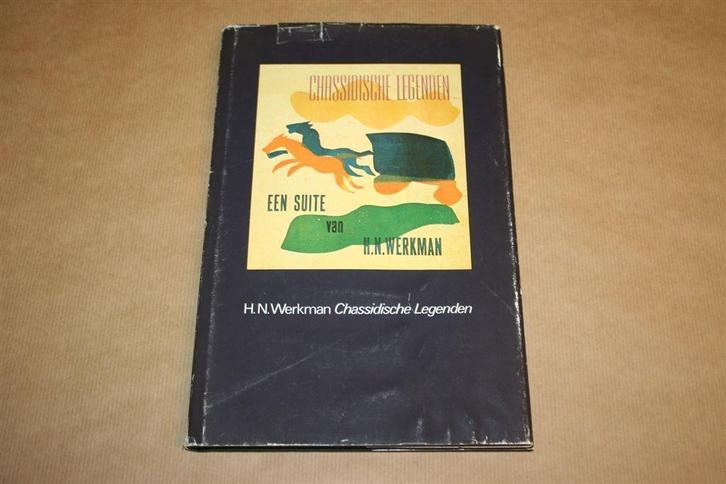 CHASSIDISCHE LEGENDEN
EEN SUITE
van
H.N.WERKMAN
H.N.Werkman Chassidische Legenden